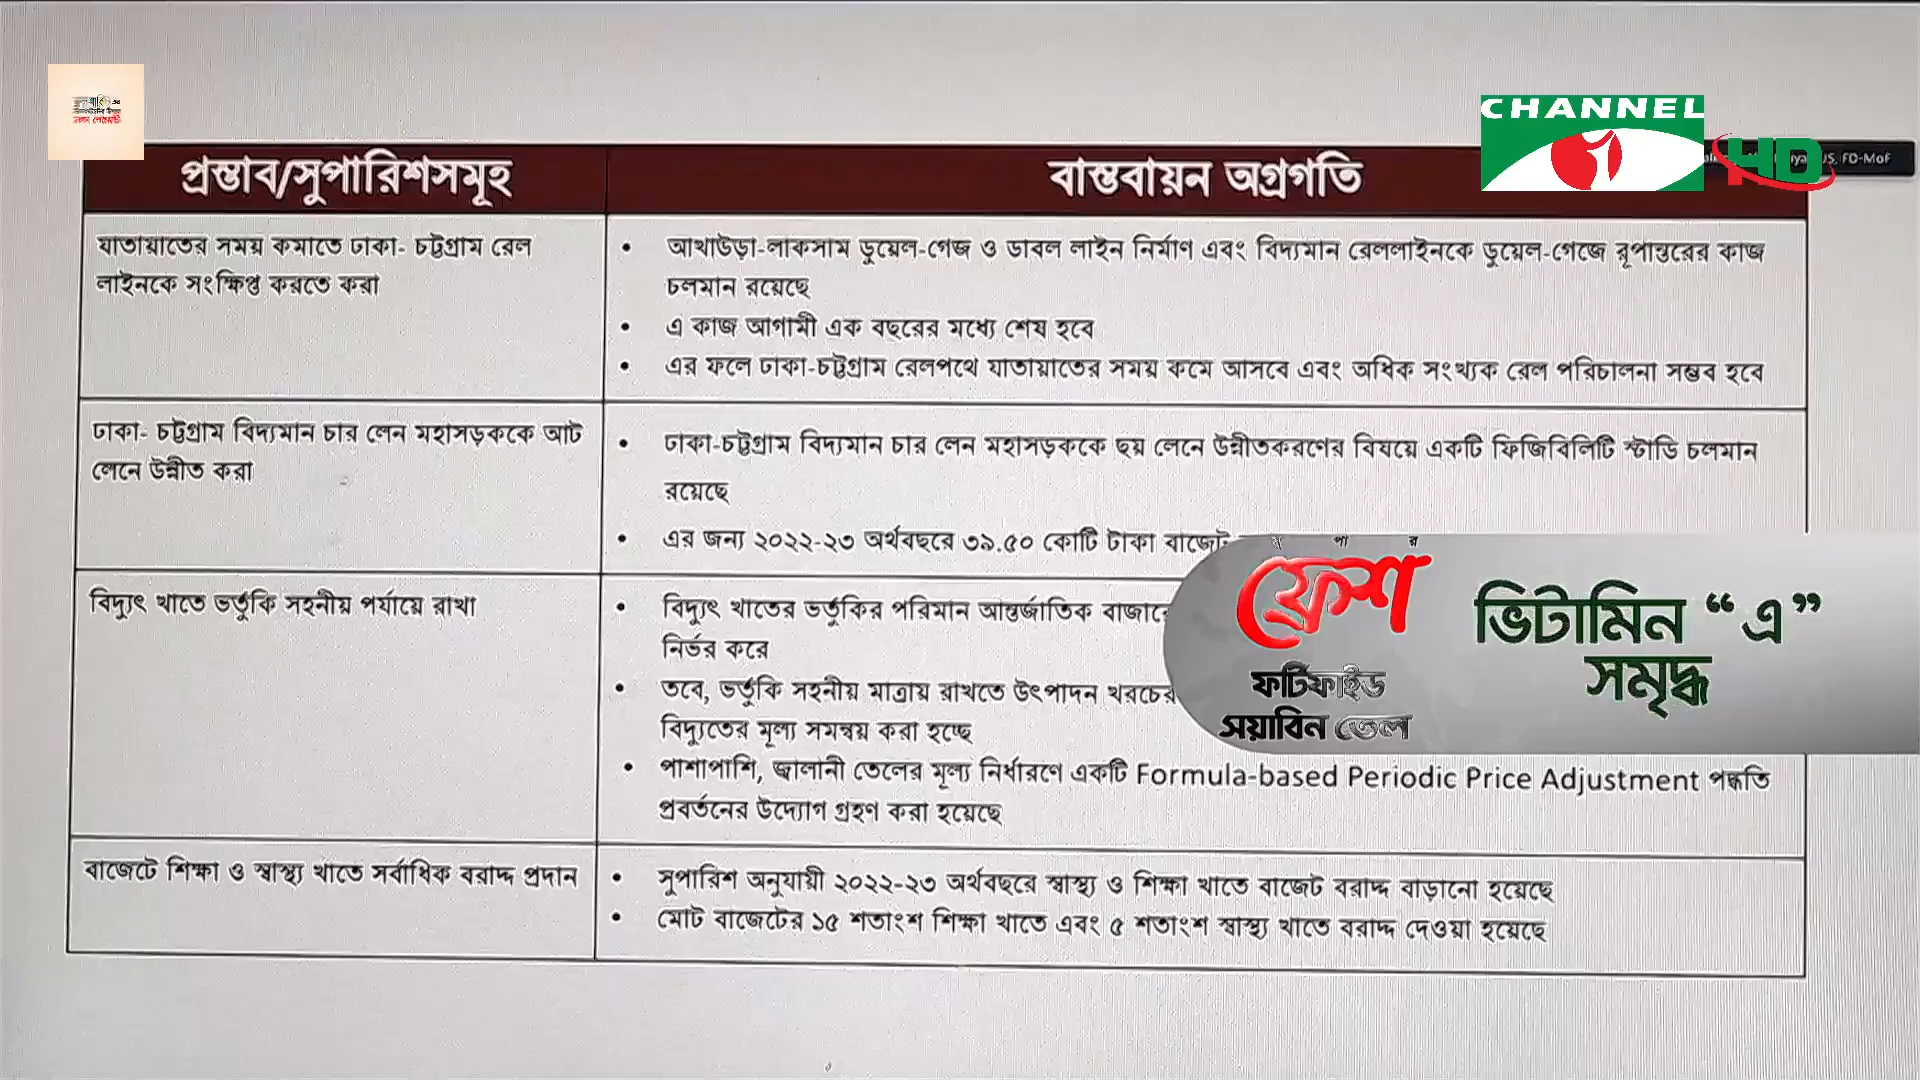 CHANNEL
HD
US, FD-MoF
প্রস্তাব/সুপারিশসমূহ
বাস্তবায়ন অগ্রগতি
যাতায়াতের সময় কমাতে ঢাকা- চট্টগ্রাম রেল
লাইনকে সংক্ষিপ্ত করতে করা
• আখাউড়া-লাকসাম ডুয়েল-গেজ ও ডাবল লাইন নির্মাণ এবং বিদ্যমান রেললাইনকে ডুয়েল-গেজে রূপান্তরের কাজ
চলমান রয়েছে
• এ কাজ আগামী এক বছরের মধ্যে শেষ হবে
• এর ফলে ঢাকা-চট্টগ্রাম রেলপথে যাতায়াতের সময় কমে আসবে এবং অধিক সংখ্যক রেল পরিচালনা সম্ভব হবে
ঢাকা- চট্টগ্রাম বিদ্যমান চার লেন মহাসড়ককে আট
লেনে উন্নীত করা
• ঢাকা-চট্টগ্রাম বিদ্যমান চার লেন মহাসড়ককে ছয় লেনে উন্নীতকরণের বিষয়ে একটি ফিজিবিলিটি স্টাডি চলমান
রয়েছে
• এর জন্য ২০২২-২৩ অর্থবছরে ৩৯.৫০ কোটি টাকা বাজেট
বিদ্যুৎ খাতে ভর্তুকি সহনীয় পর্যায়ে রাখা
• বিদ্যুৎ খাতের ভর্তুকির পরিমান আন্তর্জাতিক বাজারে
নির্ভর করে
• তবে, ভর্তুকি সহনীয় মাত্রায় রাখতে উৎপাদন খরচের
বিদ্যুতের মূল্য সমন্বয় করা হচ্ছে
• পাশাপাশি, জ্বালানী তেলের মূল্য নির্ধারণে একটি Formula-based Periodic Price Adjustment পদ্ধতি
প্রবর্তনের উদ্যোগ গ্রহণ করা হয়েছে
বাজেটে শিক্ষা ও স্বাস্থ্য খাতে সর্বাধিক বরাদ্দ প্রদান
• সুপারিশ অনুযায়ী ২০২২-২৩ অর্থবছরে স্বাস্থ্য ও শিক্ষা খাতে বাজেট বরাদ্দ বাড়ানো হয়েছে
• মোট বাজেটের ১৫ শতাংশ শিক্ষা খাতে এবং ৫ শতাংশ স্বাস্থ্য খাতে বরাদ্দ দেওয়া হয়েছে
ফ্রেশ
ফর্টিফাইড
সয়াবিন তেল
ভিটামিন “এ”
সমৃদ্ধ